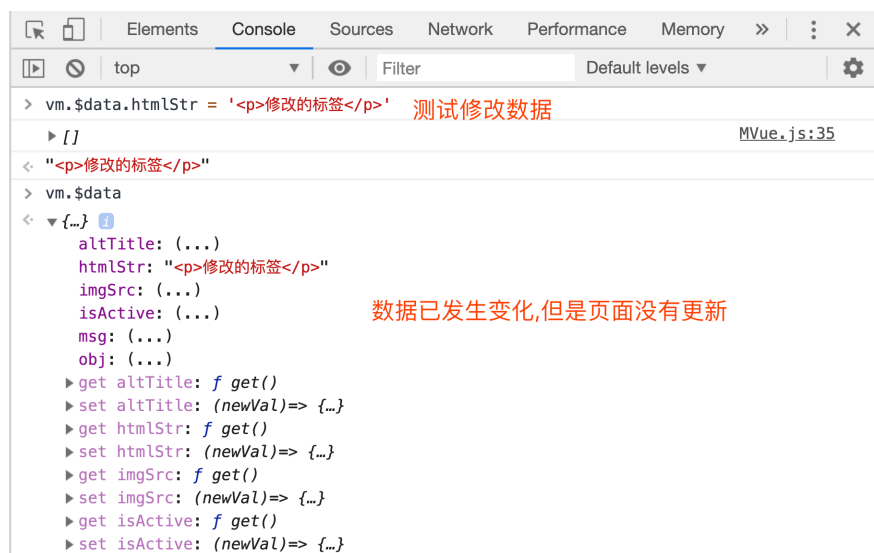 Elements Console Sources Network Performance Memory »
top ▼ Filter Default levels ▼
> vm.$data.htmlStr = '<p>修改的标签</p>' 测试修改数据
▶ [] MVue.js:35
"<p>修改的标签</p>"
> vm.$data
▼ {…} i
altTitle: (...)
htmlStr: "<p>修改的标签</p>"
imgSrc: (...)
isActive: (...)
数据已发生变化,但是页面没有更新
msg: (...)
obj: (...)
▶ get altTitle: ƒ get()
▶ set altTitle: (newVal)=> {…}
▶ get htmlStr: ƒ get()
▶ set htmlStr: (newVal)=> {…}
▶ get imgSrc: ƒ get()
▶ set imgSrc: (newVal)=> {…}
▶ get isActive: ƒ get()
▶ set isActive: (newVal)=> {…}